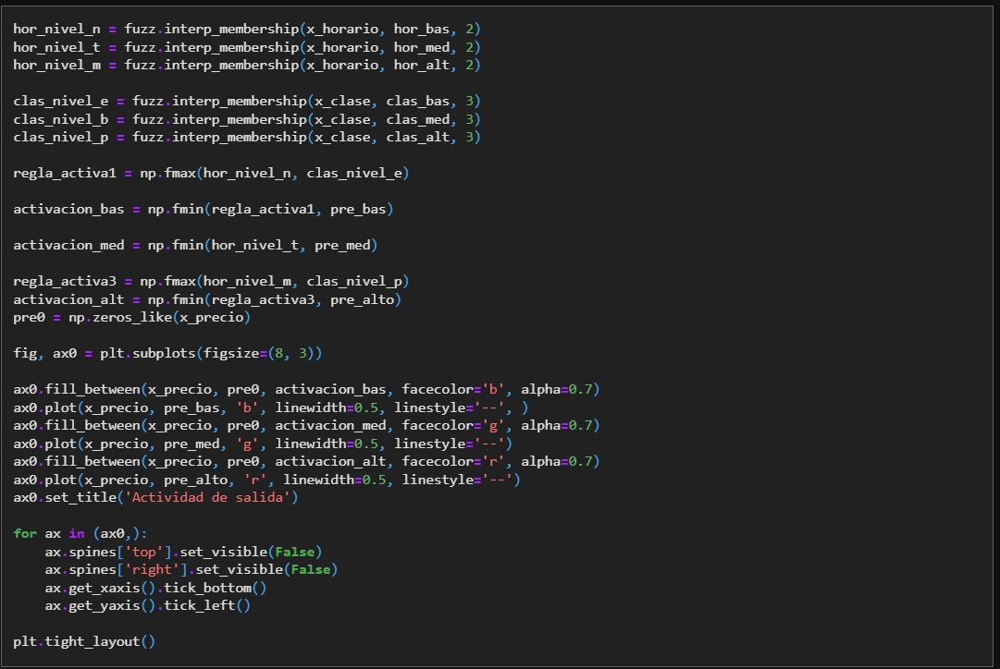 hor_nivel_n = fuzz.interp_membership(x_horario, hor_bas, 2)
hor_nivel_t = fuzz.interp_membership(x_horario, hor_med, 2)
hor_nivel_m = fuzz.interp_membership(x_horario, hor_alt, 2)

clas_nivel_e = fuzz.interp_membership(x_clase, clas_bas, 3)
clas_nivel_b = fuzz.interp_membership(x_clase, clas_med, 3)
clas_nivel_p = fuzz.interp_membership(x_clase, clas_alt, 3)

regla_activa1 = np.fmax(hor_nivel_n, clas_nivel_e)

activacion_bas = np.fmin(regla_activa1, pre_bas)

activacion_med = np.fmin(hor_nivel_t, pre_med)

regla_activa3 = np.fmax(hor_nivel_m, clas_nivel_p)
activacion_alt = np.fmin(regla_activa3, pre_alto)
pre0 = np.zeros_like(x_precio)

fig, ax0 = plt.subplots(figsize=(8, 3))

ax0.fill_between(x_precio, pre0, activacion_bas, facecolor='b', alpha=0.7)
ax0.plot(x_precio, pre_bas, 'b', linewidth=0.5, linestyle='--', )
ax0.fill_between(x_precio, pre0, activacion_med, facecolor='g', alpha=0.7)
ax0.plot(x_precio, pre_med, 'g', linewidth=0.5, linestyle='--')
ax0.fill_between(x_precio, pre0, activacion_alt, facecolor='r', alpha=0.7)
ax0.plot(x_precio, pre_alto, 'r', linewidth=0.5, linestyle='--')
ax0.set_title('Actividad de salida')

for ax in (ax0,):
    ax.spines['top'].set_visible(False)
    ax.spines['right'].set_visible(False)
    ax.get_xaxis().tick_bottom()
    ax.get_yaxis().tick_left()

plt.tight_layout()